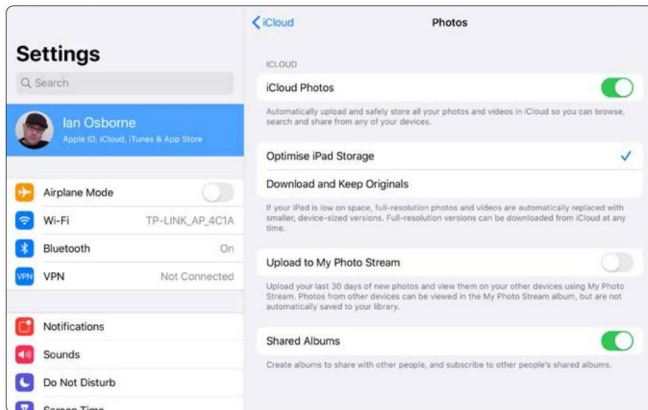 iCloud
Photos
Settings
Search
Ian Osborne
Apple ID, iCloud, iTunes & App Store
Airplane Mode
Wi-Fi TP-LINK_AP_4C1A
Bluetooth On
VPN VPN Not Connected
Notifications
Sounds
Do Not Disturb
Screen Time
ICLOUD
iCloud Photos
Automatically upload and safely store all your photos and videos in iCloud so you can browse,
search and share from any of your devices.
Optimise iPad Storage
Download and Keep Originals
If your iPad is low on space, full-resolution photos and videos are automatically replaced with
smaller, device-sized versions. Full-resolution versions can be downloaded from iCloud at any
time.
Upload to My Photo Stream
Upload your last 30 days of new photos and view them on your other devices using My Photo
Stream. Photos from other devices can be viewed in the My Photo Stream album, but are not
automatically saved to your library.
Shared Albums
Create albums to share with other people, and subscribe to other people's shared albums.